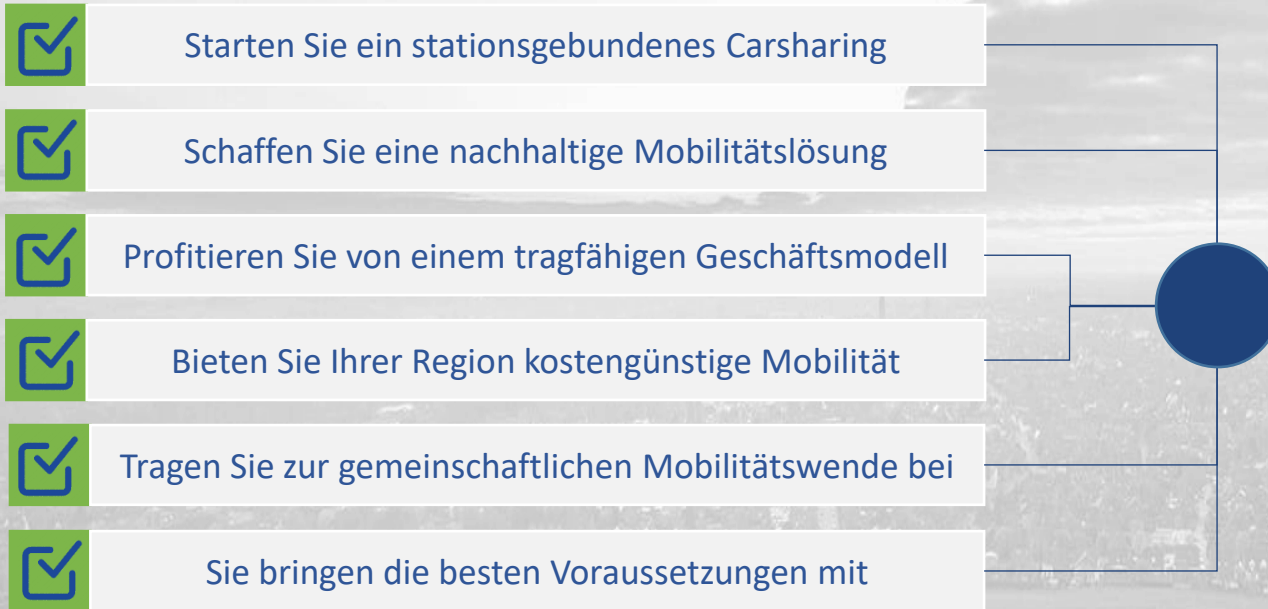 Starten Sie ein stationsgebundenes Carsharing
Schaffen Sie eine nachhaltige Mobilitätslösung
Profitieren Sie von einem tragfähigen Geschäftsmodell
Bieten Sie Ihrer Region kostengünstige Mobilität
Tragen Sie zur gemeinschaftlichen Mobilitätswende bei
Sie bringen die besten Voraussetzungen mit